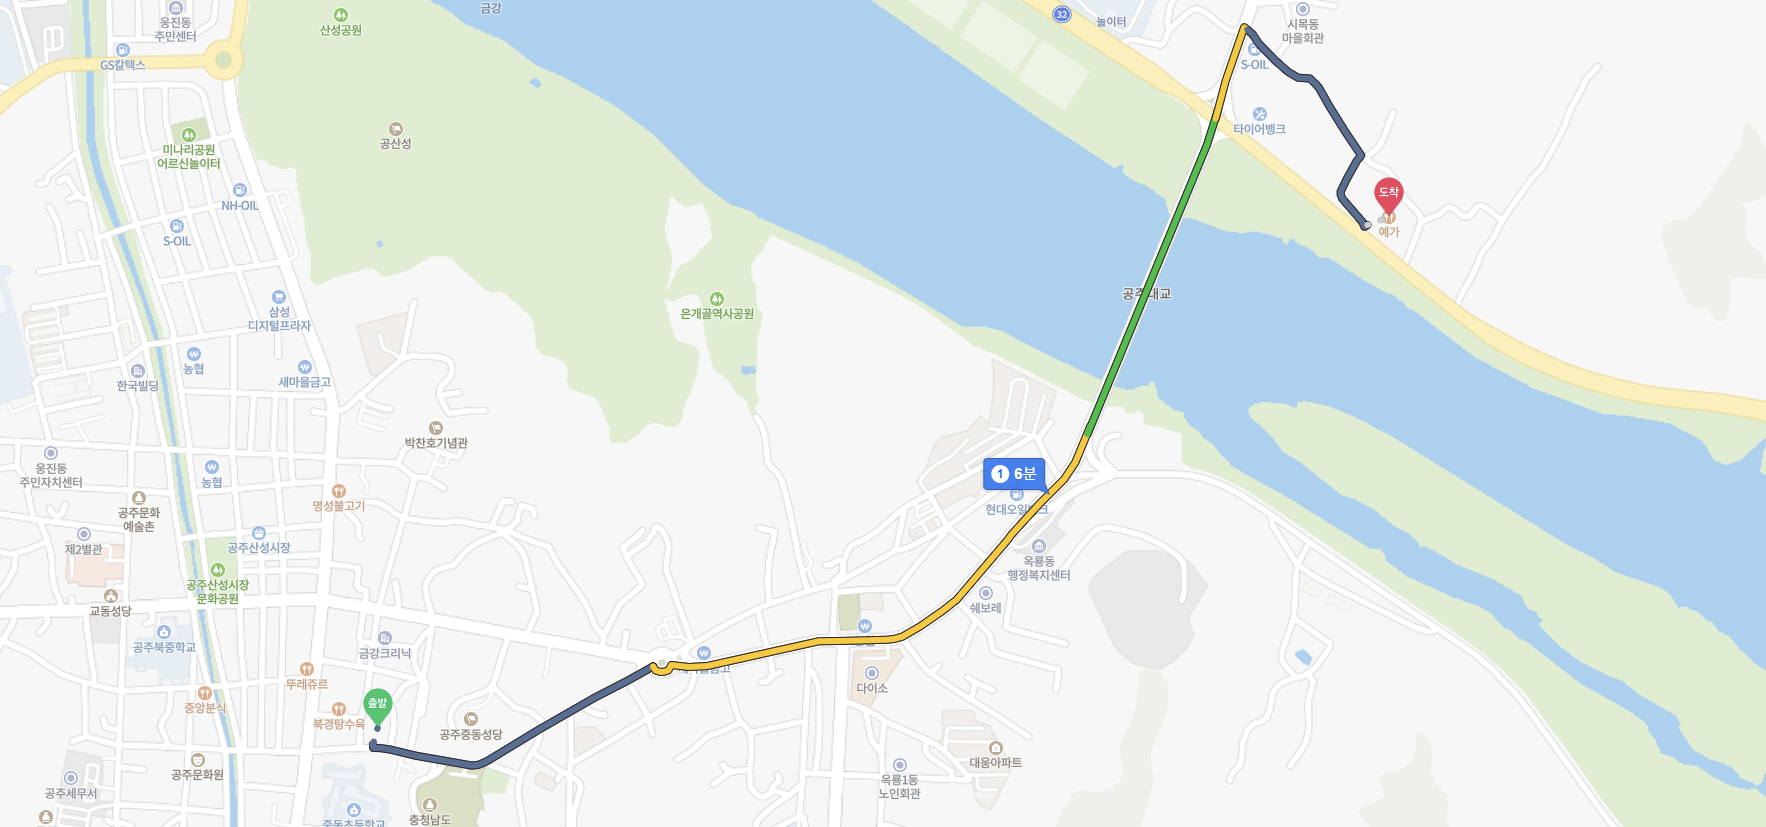 웅진동
주민센터
산성공원
금강
32
놀이터
시목동
마을회관
GS칼텍스
S-OIL
타이어뱅크
공산성
미나리공원
어르신놀이터
NH-OIL
S-OIL
도착
예가
공주대교
삼성
디지털프라자
은개골역사공원
농협
한국빌딩
새마을금고
박찬호기념관
웅진동
주민자치센터
농협
공주문화
예술촌
명성불고기
1 6분
현대오일뱅크
제2별관
공주산성시장
옥룡동
행정복지센터
공주산성시장
문화공원
교동성당
쉐보레
공주북중학교
금강크리닉
뚜레쥬르
다이소
중앙분식
출발
북경탕수육
공주중동성당
대웅아파트
공주문화원
공주세무서
옥룡1동
노인회관
중동초등학교
충청남도